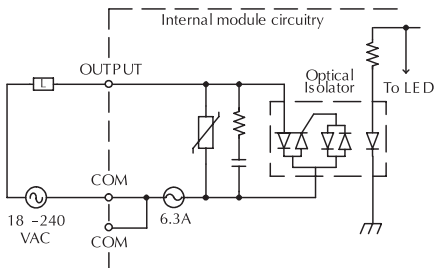 Internal module circuitry
OUTPUT
L
Optical
Isolator
To LED
COM
6.3A
18 –240
VAC
COM